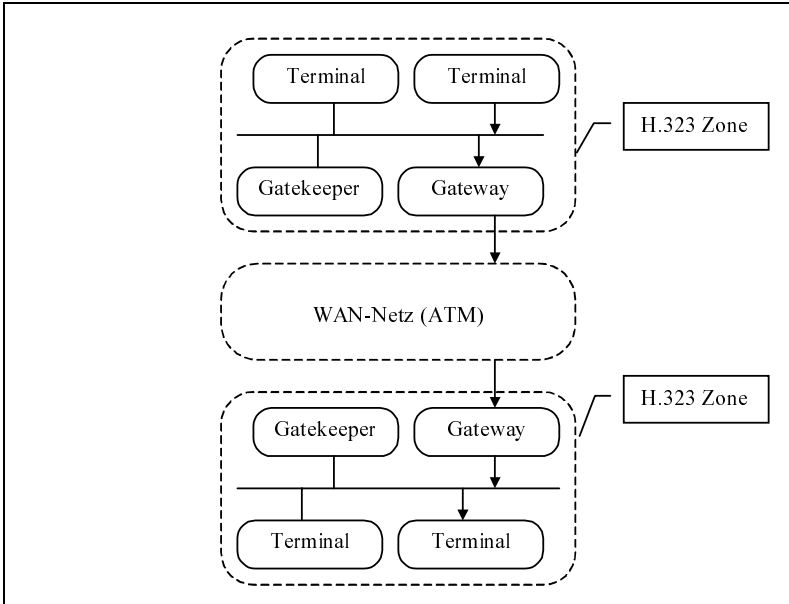 Terminal
Terminal
H.323 Zone
Gatekeeper
Gateway
WAN-Netz (ATM)
H.323 Zone
Gatekeeper
Gateway
Terminal
Terminal